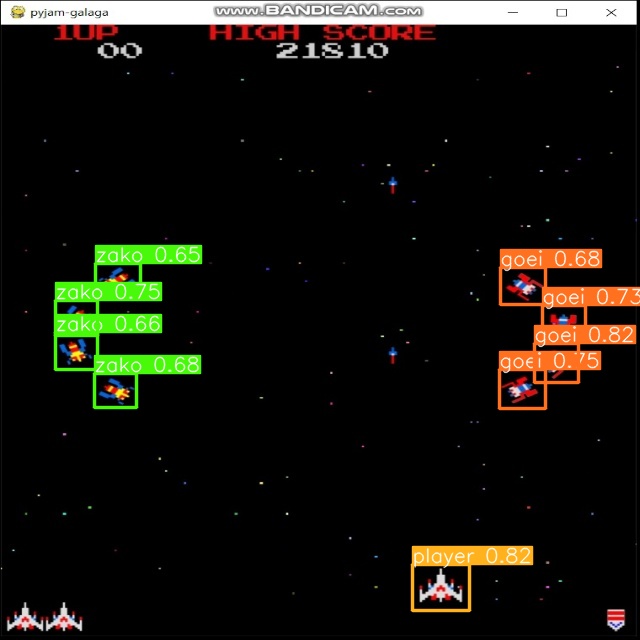 pyjam-galaga
www.BANDICAM.com
1UP HIGH SCORE
00 21810
zako 0.65
goei 0.68
zako 0.75
goei 0.73
zako 0.66
goei 0.82
zako 0.68
goei 0.75
player 0.82